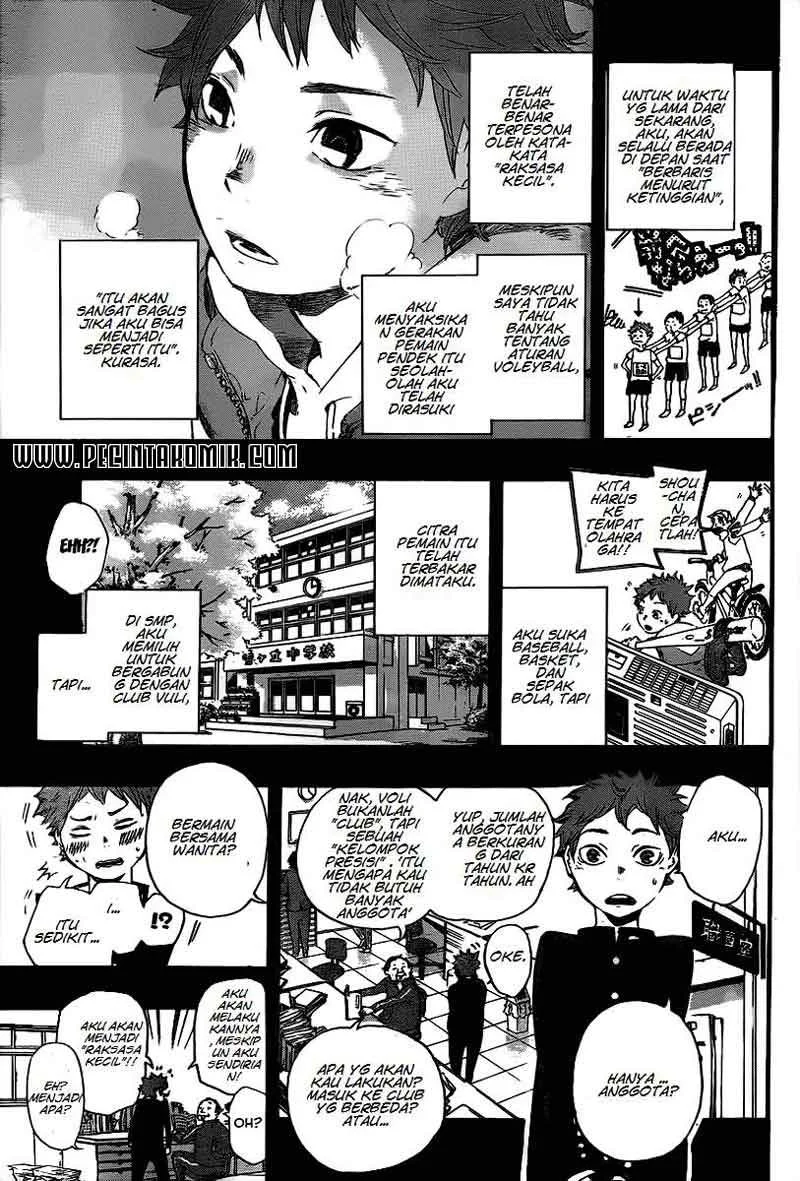 UNTUK WAKTU
YG LAMA DARI
SEKARANG,
AKU, AKAN
SELALU BERADA
DI DEPAN SAAT
"BERBARIS
MENURUT
KETINGGIAN",
TELAH
BENAR-
BENAR
TERPESONA
OLEH KATA-
KATA
"RAKSASA
KECIL".
MESKIPUN
SAYA TIDAK
TAHU
BANYAK
TENTANG
ATURAN
VOLEYBALL,
AKU
MENYAKSIKA
N GERAKAN
PEMAIN
PENDEK ITU
SEOLAH-
OLAH AKU
TELAH
DIRASUKI
"ITU AKAN
SANGAT BAGUS
JIKA AKU BISA
MENJADI
SEPERTI ITU".
KURASA.
WWW.PECINTAKOMIK.COM
SHOU-
CHA
N,
CEPA
TLAH!
KITA
HARUS
KE
TEMPAT
OLAHRA
GA!!
AKU SUKA
BASEBALL,
BASKET,
DAN
SEPAK
BOLA, TAPI
CITRA
PEMAIN ITU
TELAH
TERBAKAR
DIMATAKU.
DI SMP,
AKU
MEMILIH
UNTUK
BERGABUN
G DENGAN
CLUB VULI,
TAPI...
EHH?!
AKU...
YUP, JUMLAH
ANGGOTANY
A BERKURAN
G DARI
TAHUN KR
TAHUN. AH
NAK, VOLI
BUKANLAH
"CLUB". TAPI
SEBUAH
"KELOMPOK
PRESISI" . 'ITU
MENGAPA KAU
TIDAK BUTUH
BANYAK
ANGGOTA'
OKE.
職員室
HANYA ...
ANGGOTA?
APA YG AKAN
KAU LAKUKAN?
MASUK KE CLUB
YG BERBEDA?
ATAU...
BERMAIN
BERSAMA
WANITA?
I...
ITU
SEDIKIT...
!?
AKU
AKAN
MELAKU
KANNYA
, MESKIP
UN AKU
SENDIRIA
N!
AKU AKAN
MENJADI
"RAKSASA
KECIL"!!
OH?
EH?
MENJADI
APA?